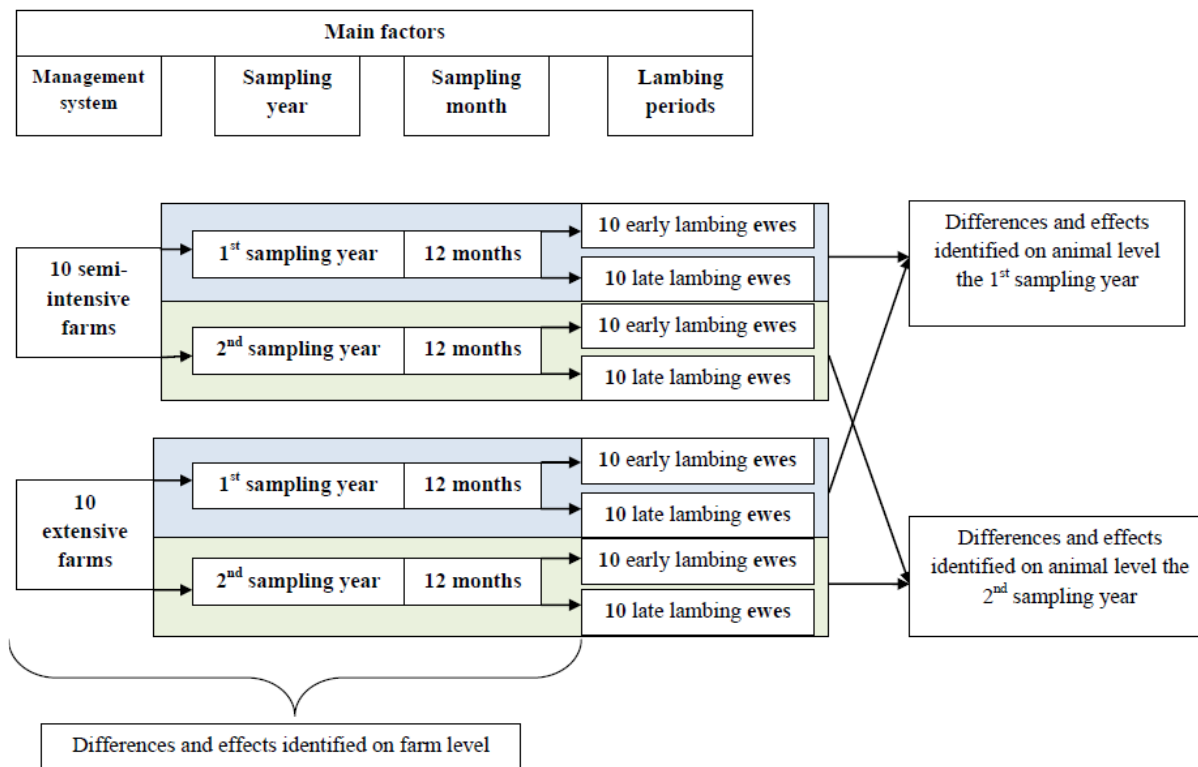 Main factors
Management
system
Sampling
year
Sampling
month
Lambing
periods
10 semi-
intensive
farms
1st sampling year
12 months
10 early lambing ewes
10 late lambing ewes
2nd sampling year
12 months
10 early lambing ewes
10 late lambing ewes
Differences and effects
identified on animal level
the 1st sampling year
10
extensive
farms
1st sampling year
12 months
10 early lambing ewes
10 late lambing ewes
2nd sampling year
12 months
10 early lambing ewes
10 late lambing ewes
Differences and effects
identified on animal level the
2nd sampling year
Differences and effects identified on farm level